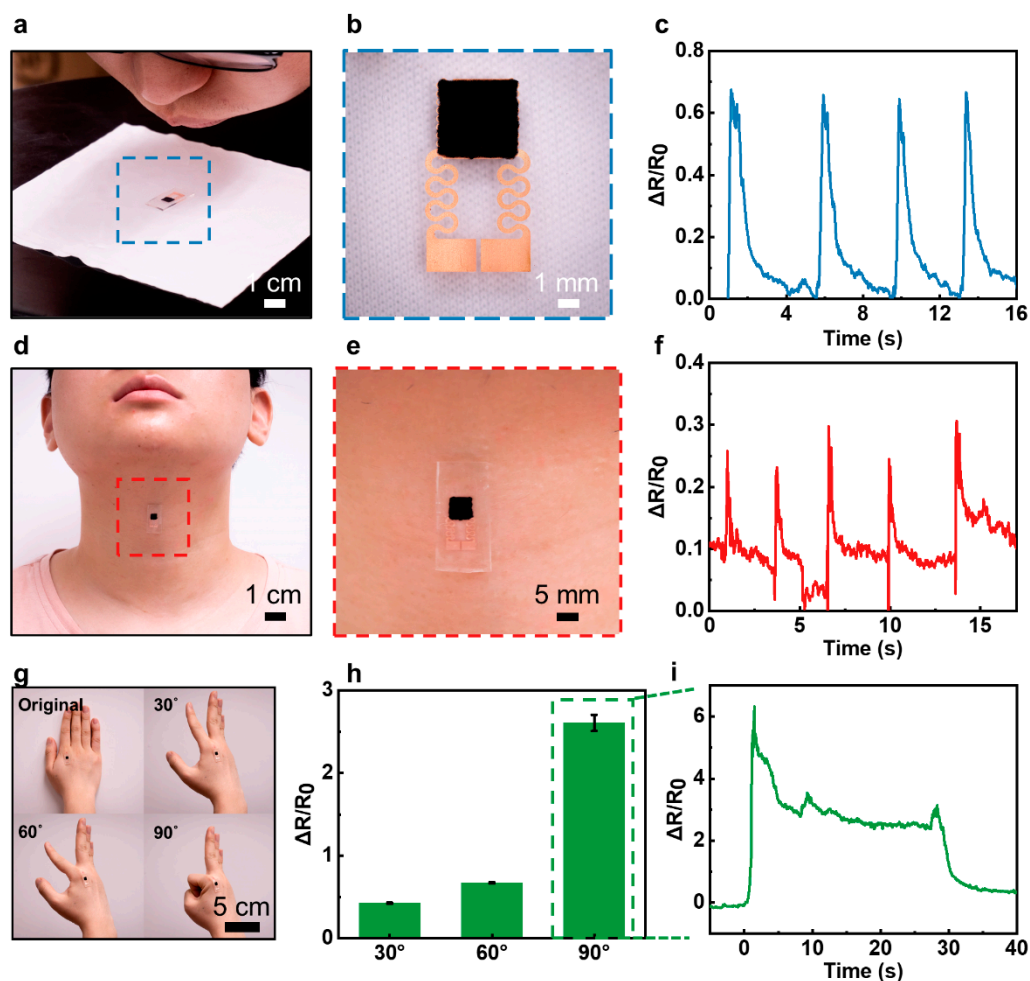 a
b
c
1 cm
1 mm
ΔR/R0
0.8
0.6
0.4
0.2
0.0
0 4 8 12 16
Time (s)
d
e
f
1 cm
5 mm
ΔR/R0
0.4
0.3
0.2
0.1
0.0
0 5 10 15
Time (s)
g
h
i
Original
30°
60°
90°
5 cm
ΔR/R0
3
2
1
0
30° 60° 90°
ΔR/R0
6
4
2
0
0 10 20 30 40
Time (s)